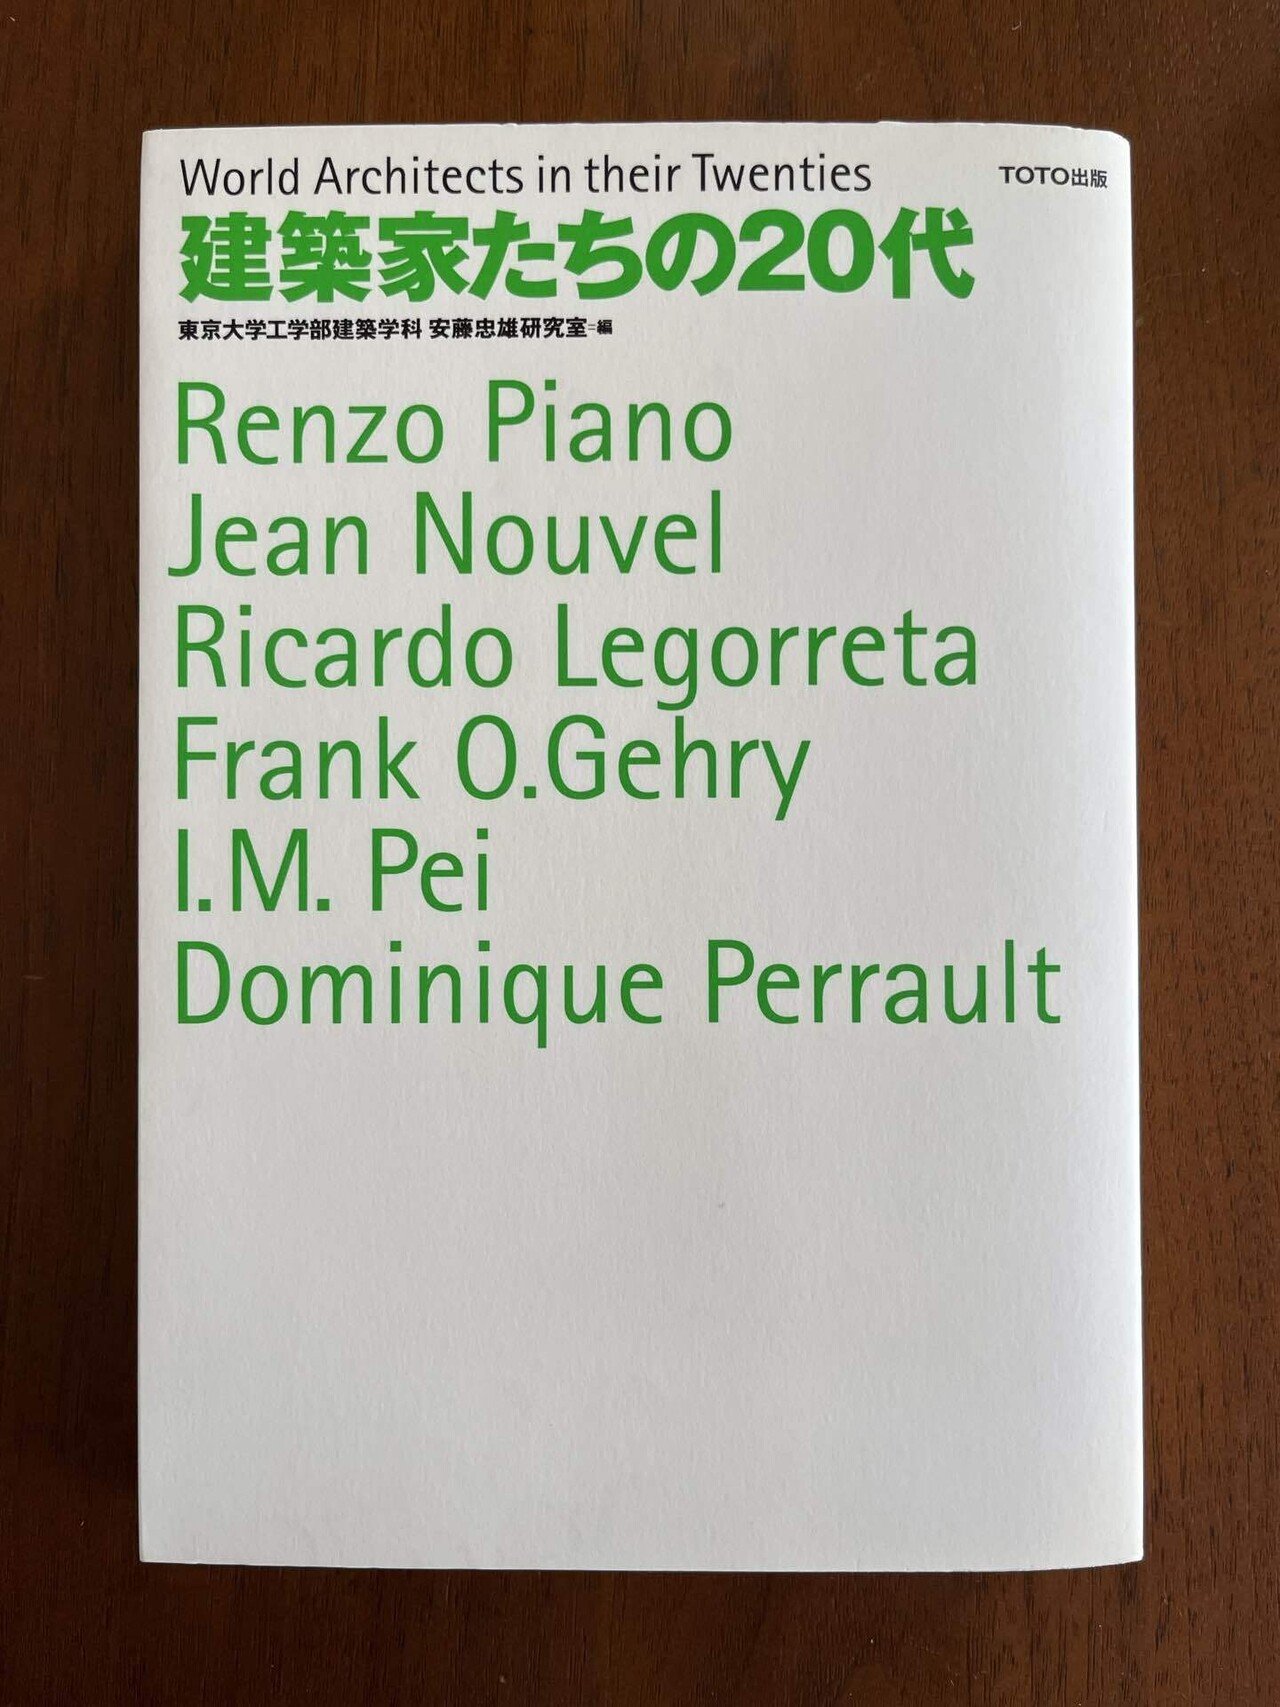 World Architects in their Twenties
TOTO出版
建築家たちの20代
東京大学工学部建築学科 安藤忠雄研究室=編
Renzo Piano
Jean Nouvel
Ricardo Legorreta
Frank O.Gehry
I.M. Pei
Dominique Perrault